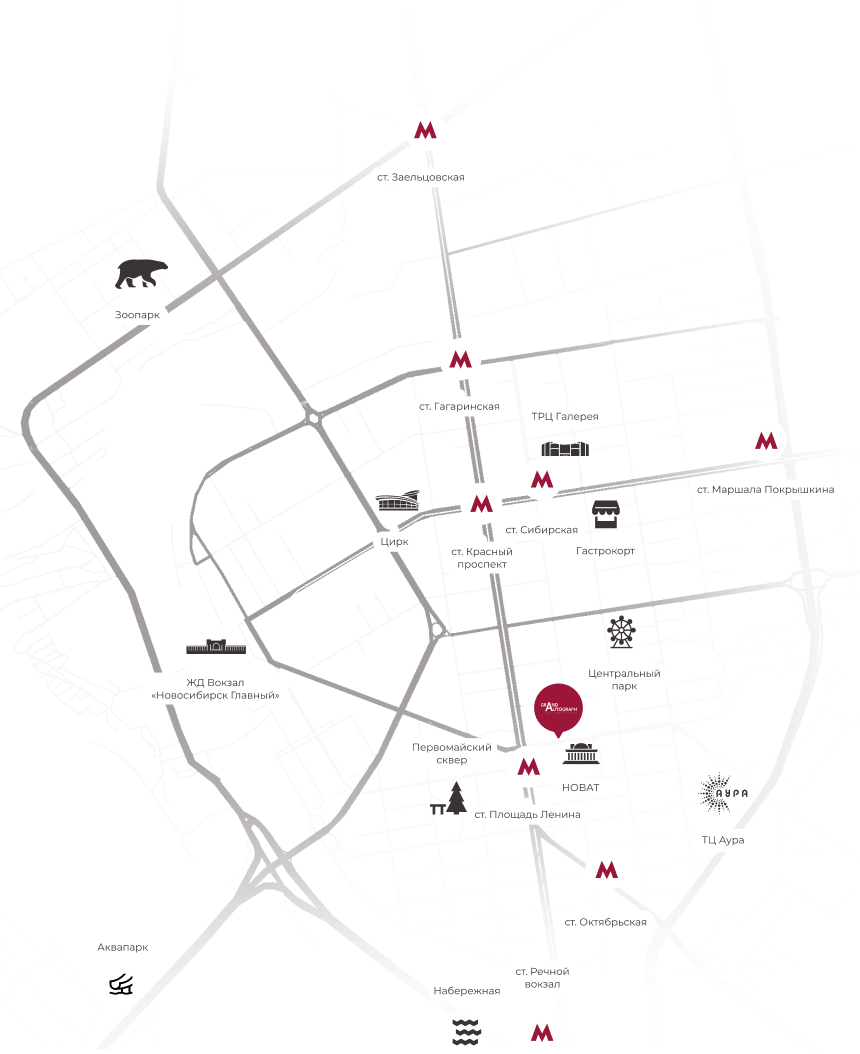 ст. Заельцовская
Зоопарк
ст. Гагаринская
ТРЦ Галерея
ст. Маршала Покрышкина
ст. Сибирская
Цирк
ст. Красный
проспект
Гастрокорт
Центральный
парк
ЖД Вокзал
«Новосибирск Главный»
GRAND
AUTOGRAPH
Первомайский
сквер
НОВАТ
АУРА
ст. Площадь Ленина
ТЦ Аура
ст. Октябрьская
Аквапарк
ст. Речной
вокзал
Набережная